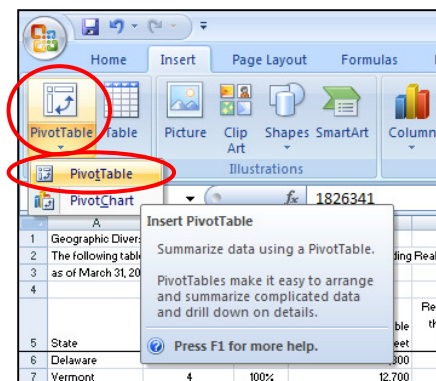 Home Insert Page Layout Formulas
PivotTable Table Picture Clip Art Shapes SmartArt Column
Illustrations
PivotTable
PivotChart
fx 1826341
A
Insert PivotTable
Summarize data using a PivotTable.
PivotTables make it easy to arrange
and summarize complicated data
and drill down on details.
Press F1 for more help.
1 Geographic
2 The following
3 as of March 31,
4
5 State
6 Delaware
7 Vermont 4 100% 12,700